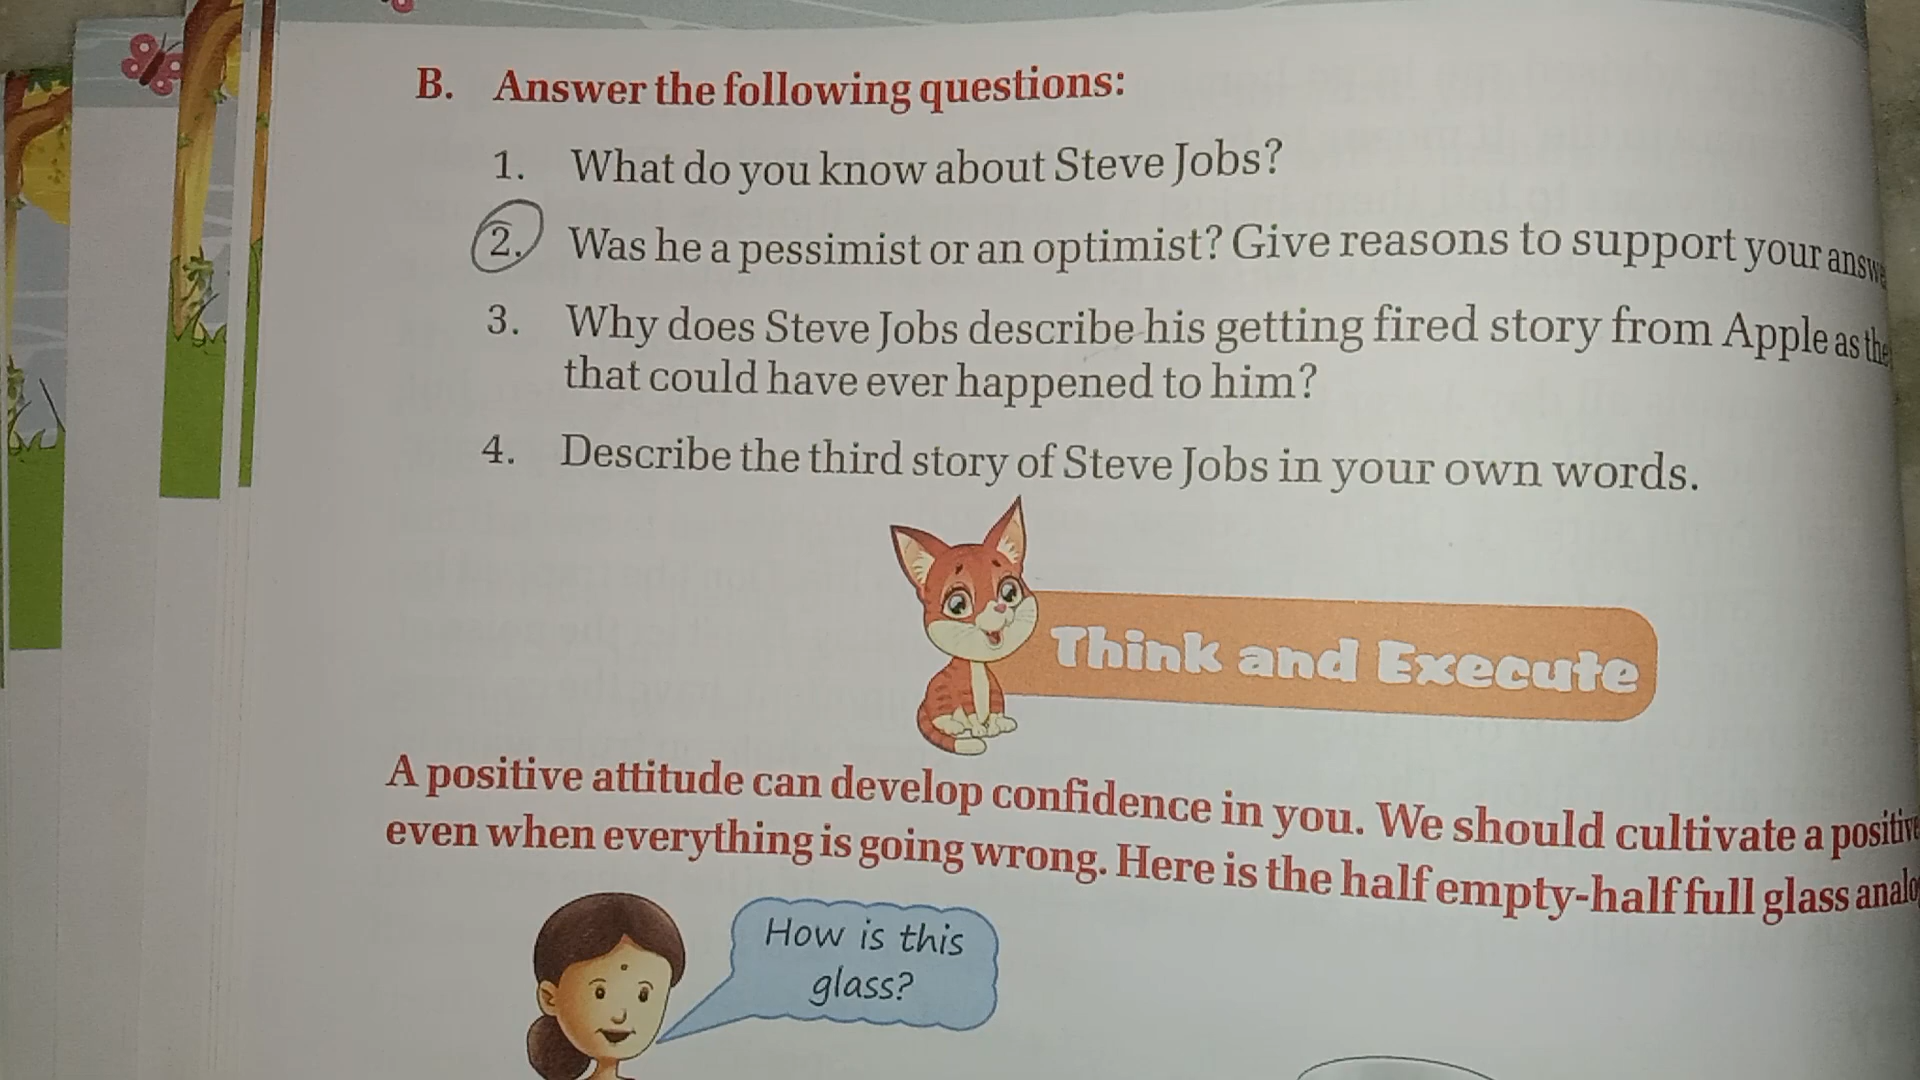 B. Answer the following questions:
1. What do you know about Steve Jobs?
2. Was he a pessimist or an optimist? Give reasons to support your
3. Why does Steve Jobs describe his getting fired story from Apple as the
that could have ever happened to him?
4. Describe the third story of Steve Jobs in your own words.
Think and Execute
A positive attitude can develop confidence in you. We should cultivate a
even when everything is going wrong. Here is the half empty-half full glass
How is this
glass?